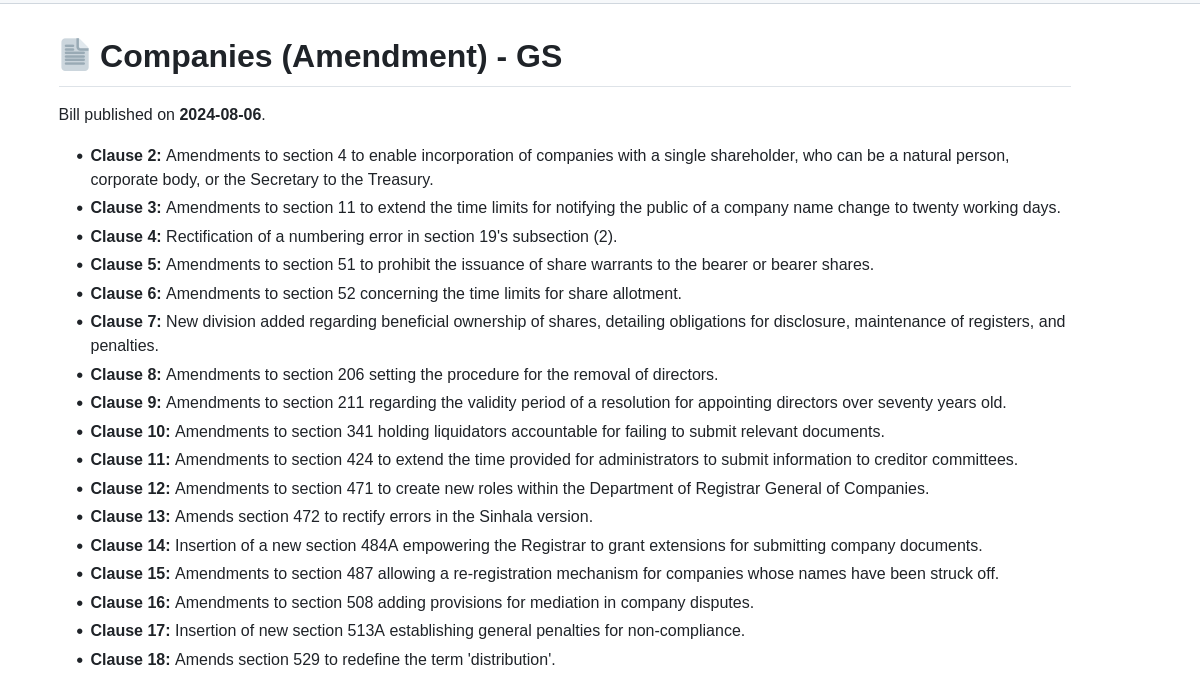 Companies (Amendment) - GS
Bill published on 2024-08-06.
• Clause 2: Amendments to section 4 to enable incorporation of companies with a single shareholder, who can be a natural person,
corporate body, or the Secretary to the Treasury.
• Clause 3: Amendments to section 11 to extend the time limits for notifying the public of a company name change to twenty working days.
• Clause 4: Rectification of a numbering error in section 19's subsection (2).
• Clause 5: Amendments to section 51 to prohibit the issuance of share warrants to the bearer or bearer shares.
• Clause 6: Amendments to section 52 concerning the time limits for share allotment.
• Clause 7: New division added regarding beneficial ownership of shares, detailing obligations for disclosure, maintenance of registers, and
penalties.
• Clause 8: Amendments to section 206 setting the procedure for the removal of directors.
• Clause 9: Amendments to section 211 regarding the validity period of a resolution for appointing directors over seventy years old.
• Clause 10: Amendments to section 341 holding liquidators accountable for failing to submit relevant documents.
• Clause 11: Amendments to section 424 to extend the time provided for administrators to submit information to creditor committees.
• Clause 12: Amendments to section 471 to create new roles within the Department of Registrar General of Companies.
• Clause 13: Amends section 472 to rectify errors in the Sinhala version.
• Clause 14: Insertion of a new section 484A empowering the Registrar to grant extensions for submitting company documents.
• Clause 15: Amendments to section 487 allowing a re-registration mechanism for companies whose names have been struck off.
• Clause 16: Amendments to section 508 adding provisions for mediation in company disputes.
• Clause 17: Insertion of new section 513A establishing general penalties for non-compliance.
• Clause 18: Amends section 529 to redefine the term 'distribution'.